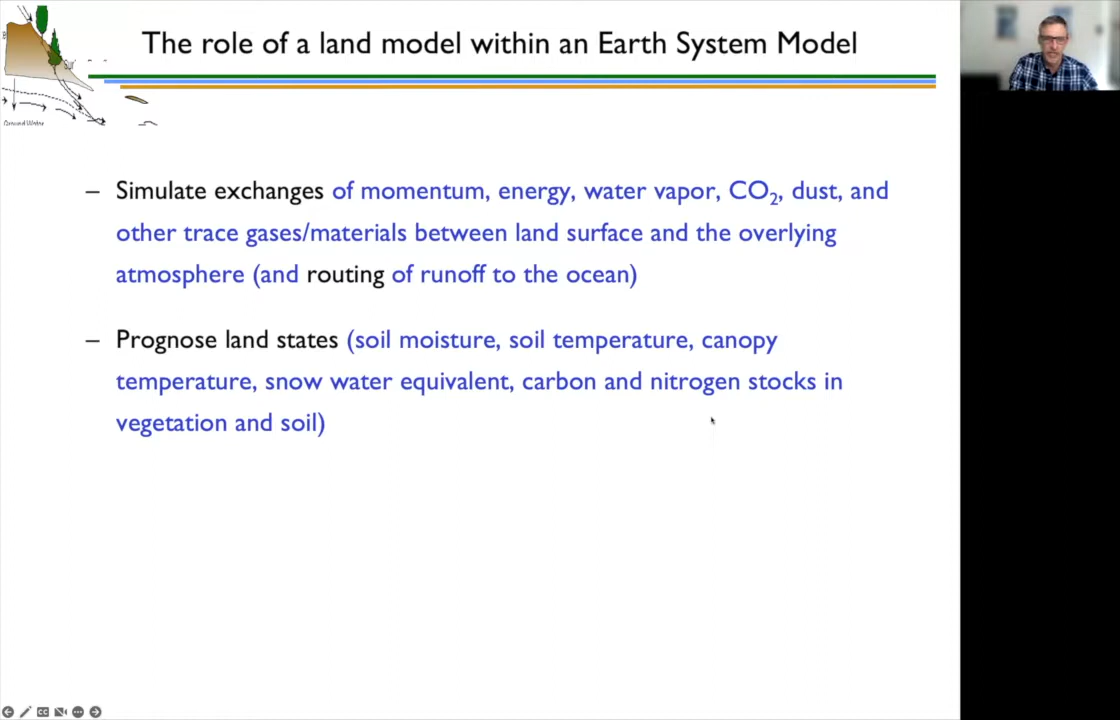 The role of a land model within an Earth System Model
Ground Water
– Simulate exchanges of momentum, energy, water vapor, CO₂, dust, and
other trace gases/materials between land surface and the overlying
atmosphere (and routing of runoff to the ocean)
– Prognose land states (soil moisture, soil temperature, canopy
temperature, snow water equivalent, carbon and nitrogen stocks in
vegetation and soil)
CC